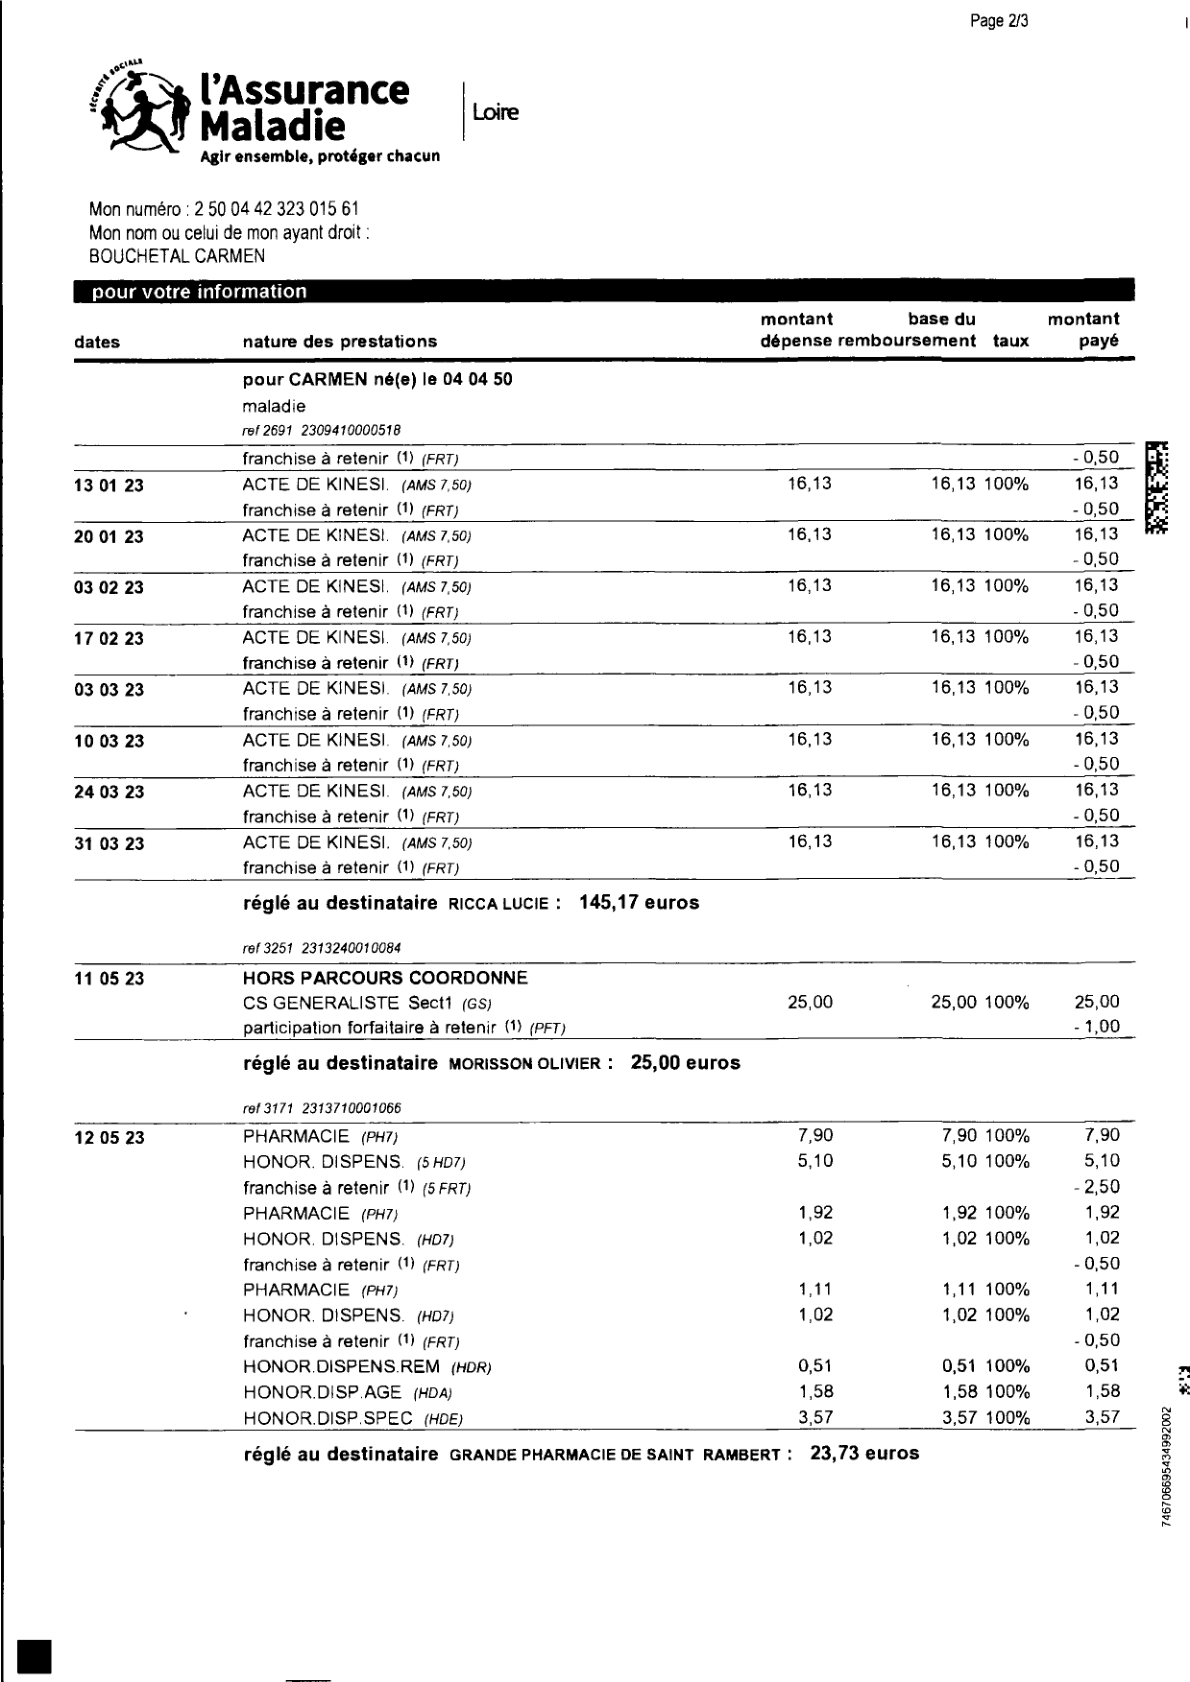 Page 2/3
SÉCURITÉ SOCIALE
l'Assurance
Maladie
Agir ensemble, protéger chacun
Loire
Mon numéro : 2 50 04 42 323 015 61
Mon nom ou celui de mon ayant droit :
BOUCHETAL CARMEN
pour votre information
montant base du montant
dates nature des prestations dépense remboursement taux payé
pour CARMEN né(e) le 04 04 50
maladie
ref 2691 2309410000518
franchise à retenir (1) (FRT) - 0,50
13 01 23 ACTE DE KINESI. (AMS 7,50) 16,13 16,13 100% 16,13
franchise à retenir (1) (FRT) - 0,50
20 01 23 ACTE DE KINESI. (AMS 7,50) 16,13 16,13 100% 16,13
franchise à retenir (1) (FRT) - 0,50
03 02 23 ACTE DE KINESI. (AMS 7,50) 16,13 16,13 100% 16,13
franchise à retenir (1) (FRT) - 0,50
17 02 23 ACTE DE KINESI. (AMS 7,50) 16,13 16,13 100% 16,13
franchise à retenir (1) (FRT) - 0,50
03 03 23 ACTE DE KINESI. (AMS 7,50) 16,13 16,13 100% 16,13
franchise à retenir (1) (FRT) - 0,50
10 03 23 ACTE DE KINESI. (AMS 7,50) 16,13 16,13 100% 16,13
franchise à retenir (1) (FRT) - 0,50
24 03 23 ACTE DE KINESI. (AMS 7,50) 16,13 16,13 100% 16,13
franchise à retenir (1) (FRT) - 0,50
31 03 23 ACTE DE KINESI. (AMS 7,50) 16,13 16,13 100% 16,13
franchise à retenir (1) (FRT) - 0,50
réglé au destinataire RICCA LUCIE : 145,17 euros
ref 3251 2313240010084
11 05 23 HORS PARCOURS COORDONNE
CS GENERALISTE Sect1 (GS) 25,00 25,00 100% 25,00
participation forfaitaire à retenir (1) (PFT) - 1,00
réglé au destinataire MORISSON OLIVIER : 25,00 euros
ref 3171 2313710001066
12 05 23 PHARMACIE (PH7) 7,90 7,90 100% 7,90
HONOR. DISPENS. (5 HD7) 5,10 5,10 100% 5,10
franchise à retenir (1) (5 FRT) - 2,50
PHARMACIE (PH7) 1,92 1,92 100% 1,92
HONOR. DISPENS. (HD7) 1,02 1,02 100% 1,02
franchise à retenir (1) (FRT) - 0,50
PHARMACIE (PH7) 1,11 1,11 100% 1,11
HONOR. DISPENS. (HD7) 1,02 1,02 100% 1,02
franchise à retenir (1) (FRT) - 0,50
HONOR.DISPENS.REM (HDR) 0,51 0,51 100% 0,51
HONOR.DISP.AGE (HDA) 1,58 1,58 100% 1,58
HONOR.DISP.SPEC (HDE) 3,57 3,57 100% 3,57
réglé au destinataire GRANDE PHARMACIE DE SAINT RAMBERT : 23,73 euros
74670669543499​2002